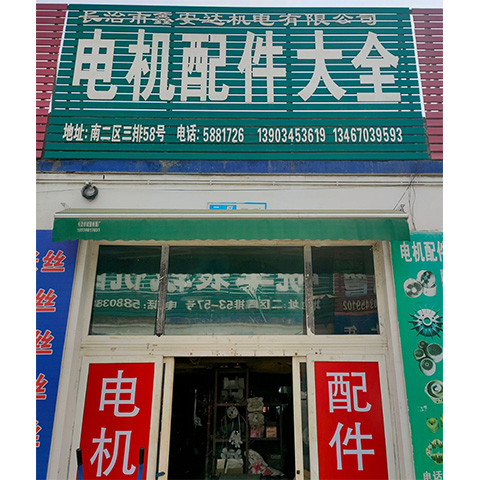 长治市鑫安达机电有限公司
电机配件大全
地址: 南二区三排58号 电话: 5881726 13903453619 13467039593
电机配件
丝
丝
丝
丝
丝
电机
配件